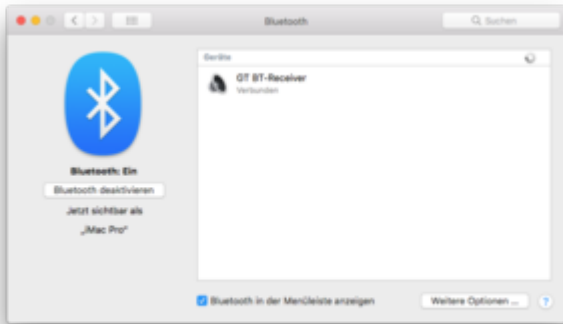 Bluetooth
Suchen
Geräte
GT BT-Receiver
Verbunden
Bluetooth: Ein
Bluetooth deaktivieren
Jetzt sichtbar als
„iMac Pro“
Bluetooth in der Menüleiste anzeigen
Weitere Optionen ...
?